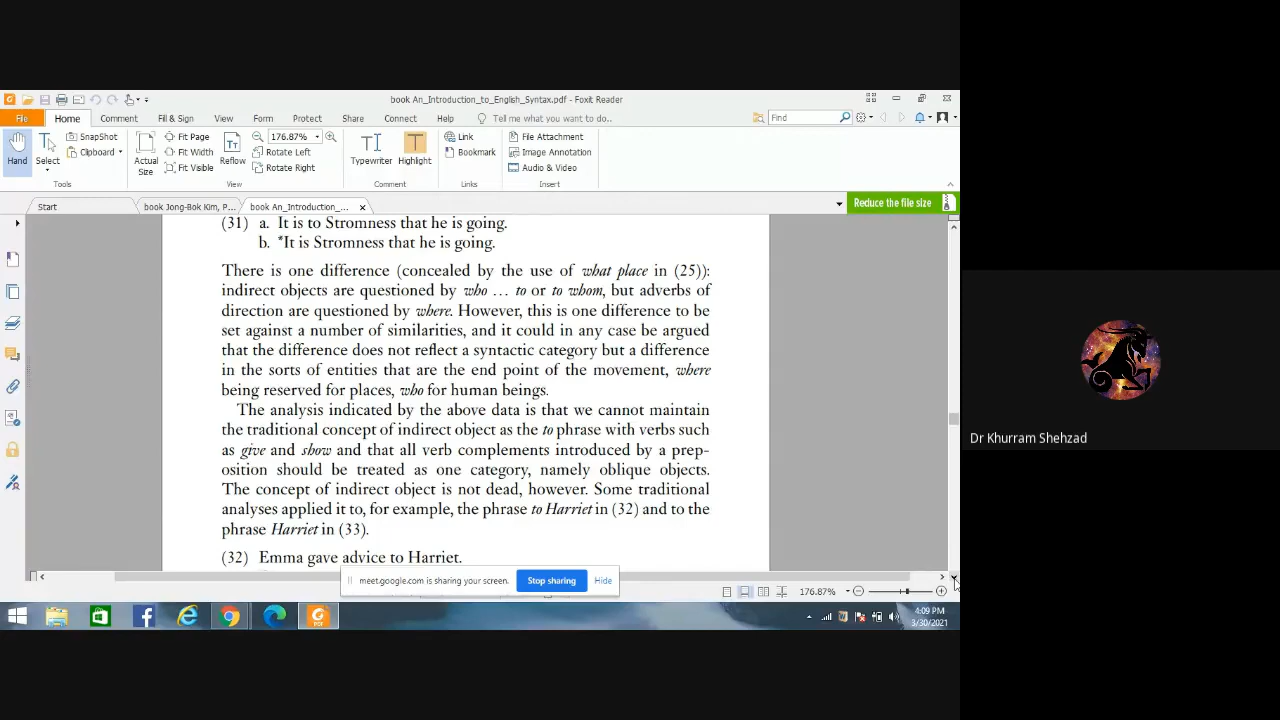 book An_Introduction_to_English_Syntax.pdf - Foxit Reader
File Home Comment Fill & Sign View Form Protect Share Connect Help Tell me what you want to do.. Find
Hand
Select
SnapShot
Clipboard
Tools
Actual Size
Fit Page
Fit Width
Fit Visible
Reflow
176.87%
Rotate Left
Rotate Right
View
Typewriter
Highlight
Comment
Link
Bookmark
Links
File Attachment
Image Annotation
Audio & Video
Insert
Start book Jong-Bok Kim, P... book An_Introduction_... Reduce the file size
(31) a. It is to Stromness that he is going.
b. *It is Stromness that he is going.
There is one difference (concealed by the use of what place in (25)):
indirect objects are questioned by who … to or to whom, but adverbs of
direction are questioned by where. However, this is one difference to be
set against a number of similarities, and it could in any case be argued
that the difference does not reflect a syntactic category but a difference
in the sorts of entities that are the end point of the movement, where
being reserved for places, who for human beings.
The analysis indicated by the above data is that we cannot maintain
the traditional concept of indirect object as the to phrase with verbs such
as give and show and that all verb complements introduced by a prep-
osition should be treated as one category, namely oblique objects.
The concept of indirect object is not dead, however. Some traditional
analyses applied it to, for example, the phrase to Harriet in (32) and to the
phrase Harriet in (33).
(32) Emma gave advice to Harriet.
meet.google.com is sharing your screen. Stop sharing Hide
176.87%
4:09 PM
3/30/2021
Dr Khurram Shehzad